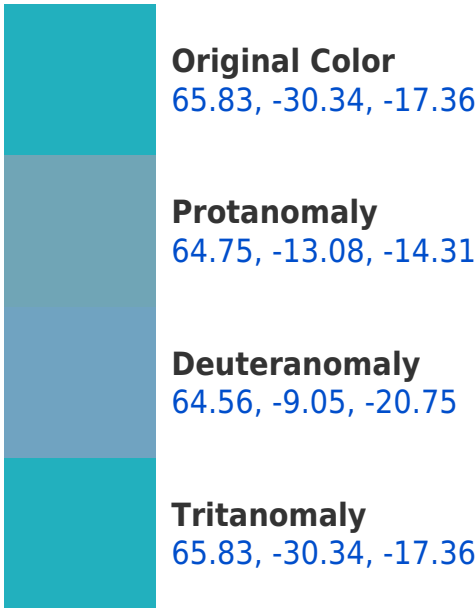 Original Color
65.83, -30.34, -17.36
Protanomaly
64.75, -13.08, -14.31
Deuteranomaly
64.56, -9.05, -20.75
Tritanomaly
65.83, -30.34, -17.36